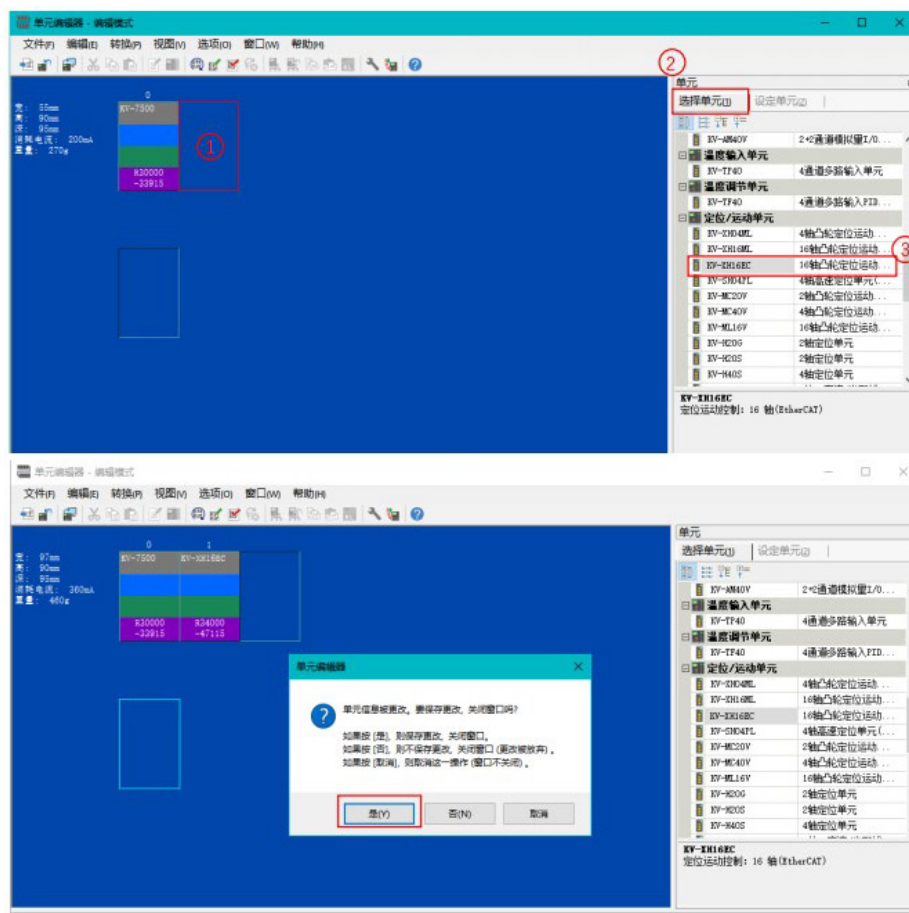 单元编辑器 - 编辑模式
文件(F) 编辑(E) 转换(P) 视图(V) 选项(O) 窗口(W) 帮助(H)
②
单元
选择单元(1) 设定单元(2)
宽: 55mm
高: 90mm
深: 95mm
消耗电流: 200mA
重量: 270g
0
KV-7500
R30000
-33915
①
KV-AM40V 2+2通道模拟量I/O...
温度输入单元
KV-TF40 4通道多路输入单元
温度调节单元
KV-TF40 4通道多路输入PID...
定位/运动单元
KV-XH04ML 4轴凸轮定位运动...
KV-XH16ML 16轴凸轮定位运动...
③
KV-XH16EC 16轴凸轮定位运动...
KV-SH04PL 4轴高速定位单元(...
KV-MC20V 2轴凸轮定位运动...
KV-MC40V 4轴凸轮定位运动...
KV-ML16V 16轴凸轮定位运动...
KV-H20G 2轴定位单元
KV-H20S 2轴定位单元
KV-H40S 4轴定位单元
KV-XH16EC
定位运动控制: 16 轴(EtherCAT)
单元编辑器 - 编辑模式
文件(F) 编辑(E) 转换(P) 视图(V) 选项(O) 窗口(W) 帮助(H)
单元
选择单元(1) 设定单元(2)
宽: 97mm
高: 90mm
深: 95mm
消耗电流: 360mA
重量: 460g
0 1
KV-7500 KV-XH16EC
R30000 R34000
-33915 -47115
单元编辑器
单元信息被更改。要保存更改, 关闭窗口吗?
如果按 [是], 则保存更改, 关闭窗口。
如果按 [否], 则不保存更改, 关闭窗口 (更改被放弃) 。
如果按 [取消], 则取消这一操作 (窗口不关闭) 。
是(Y) 否(N) 取消
KV-AM40V 2+2通道模拟量I/O...
温度输入单元
KV-TF40 4通道多路输入单元
温度调节单元
KV-TF40 4通道多路输入PID...
定位/运动单元
KV-XH04ML 4轴凸轮定位运动...
KV-XH16ML 16轴凸轮定位运动...
KV-XH16EC 16轴凸轮定位运动...
KV-SH04PL 4轴高速定位单元(...
KV-MC20V 2轴凸轮定位运动...
KV-MC40V 4轴凸轮定位运动...
KV-ML16V 16轴凸轮定位运动...
KV-H20G 2轴定位单元
KV-H20S 2轴定位单元
KV-H40S 4轴定位单元
KV-XH16EC
定位运动控制: 16 轴(EtherCAT)